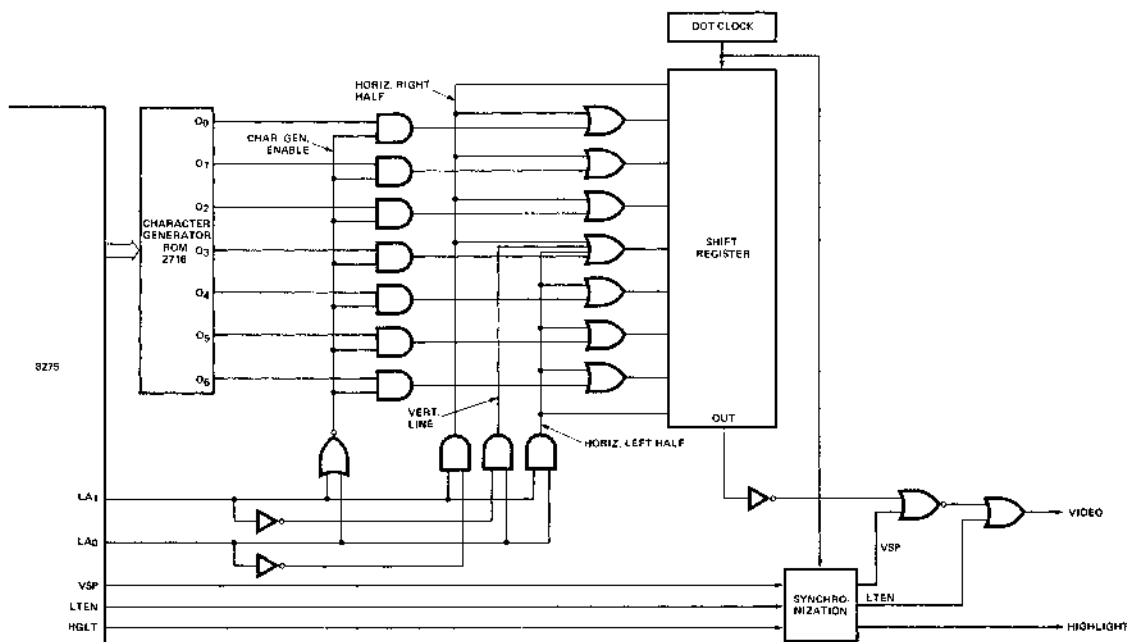 DOT CLOCK
HORIZ. RIGHT
HALF
CHAR. GEN.
ENABLE
O0
O1
O2
CHARACTER
GENERATOR
ROM
2716
O3
O4
O5
O6
SHIFT
REGISTER
OUT
8275
VERT.
LINE
HORIZ. LEFT HALF
LA1
LA0
VSP
LTEN
HGLT
VIDEO
VSP
LTEN
SYNCHRO-
NIZATION
HIGHLIGHT